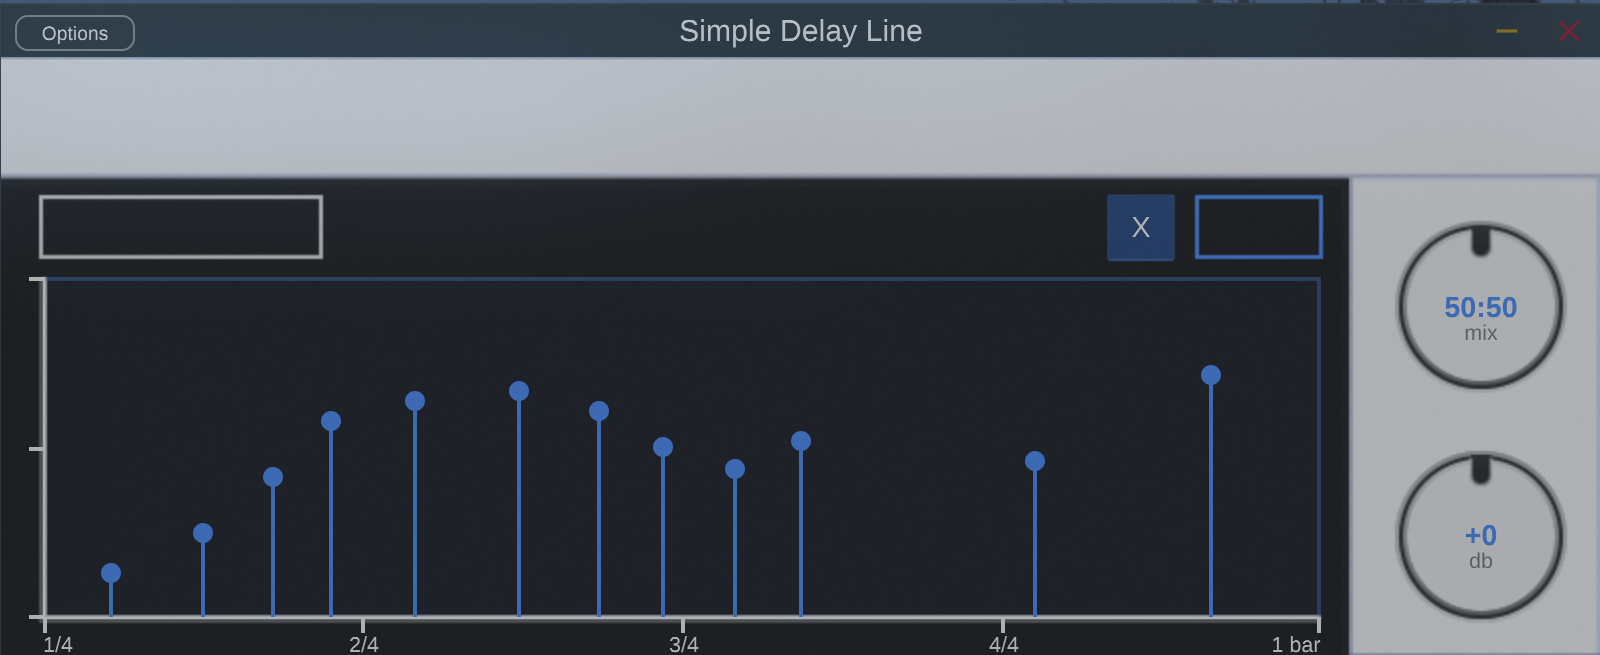 Options
Simple Delay Line
X
50:50
mix
+0
db
1/4
2/4
3/4
4/4
1 bar